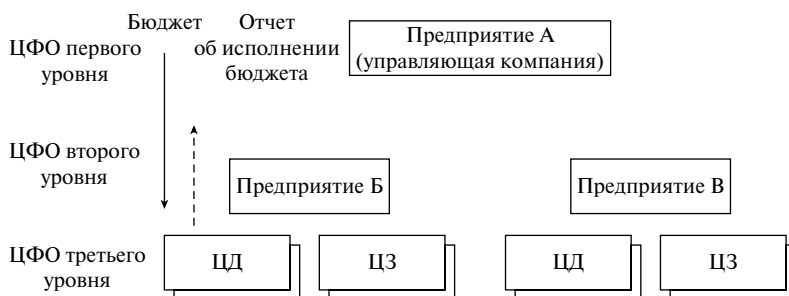 Бюджет
Отчет
об исполнении
бюджета
ЦФО первого
уровня
Предприятие А
(управляющая компания)
ЦФО второго
уровня
Предприятие Б
Предприятие В
ЦФО третьего
уровня
ЦД
ЦЗ
ЦД
ЦЗ